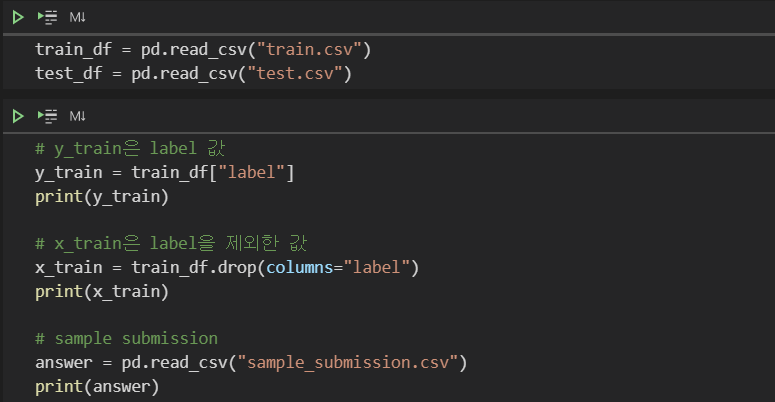 M↓
train_df = pd.read_csv("train.csv")
test_df = pd.read_csv("test.csv")
M↓
# y_train은 label 값
y_train = train_df["label"]
print(y_train)
# x_train은 label을 제외한 값
x_train = train_df.drop(columns="label")
print(x_train)
# sample submission
answer = pd.read_csv("sample_submission.csv")
print(answer)